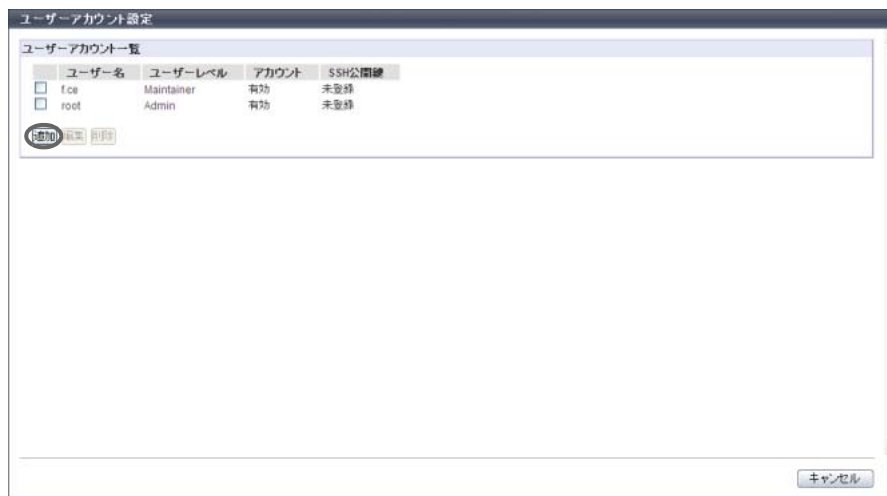 ユーザーアカウント設定
ユーザーアカウント一覧
ユーザー名 ユーザーレベル アカウント SSH公開鍵
f.ce Maintainer 有効 未登録
root Admin 有効 未登録
追加 編集 削除
キャンセル